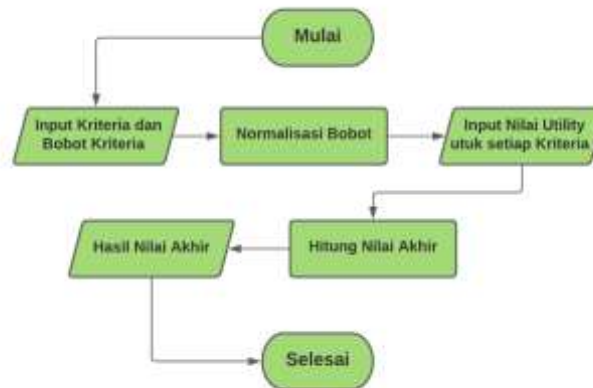 Mulai
Input Kriteria dan
Bobot Kriteria
Normalisasi Bobot
Input Nilai Utility
utuk setiap Kriteria
Hitung Nilai Akhir
Hasil Nilai Akhir
Selesai